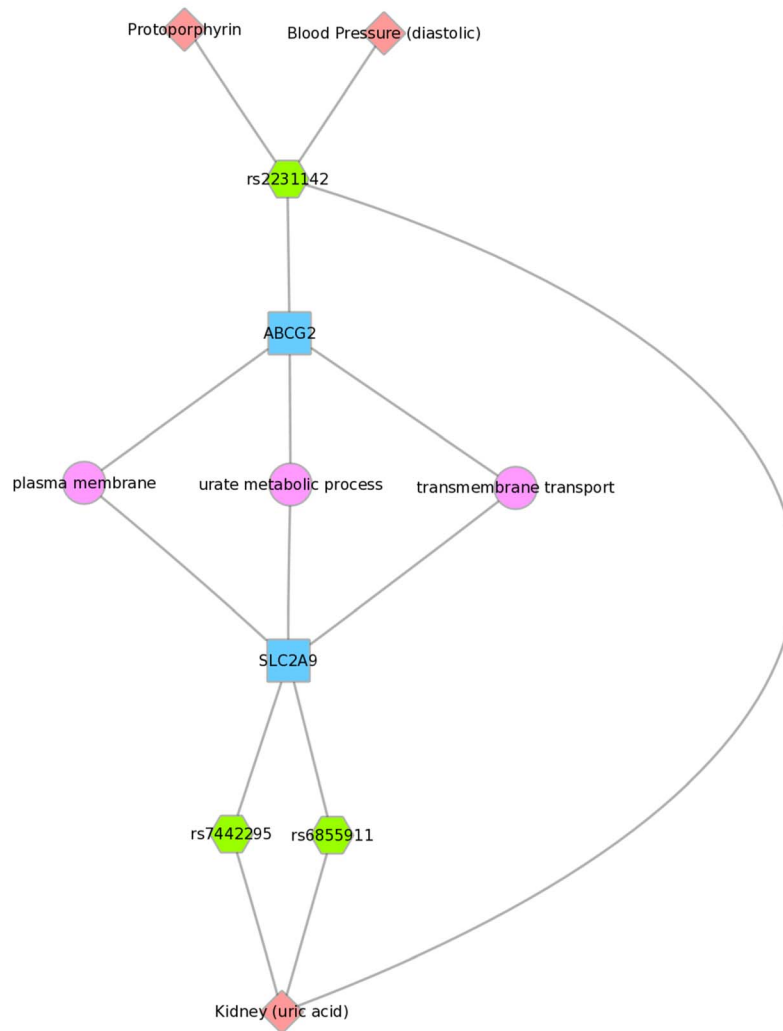 Protoporphyrin
Blood Pressure (diastolic)
rs2231142
ABCG2
plasma membrane
urate metabolic process
transmembrane transport
SLC2A9
rs7442295
rs6855911
Kidney (uric acid)